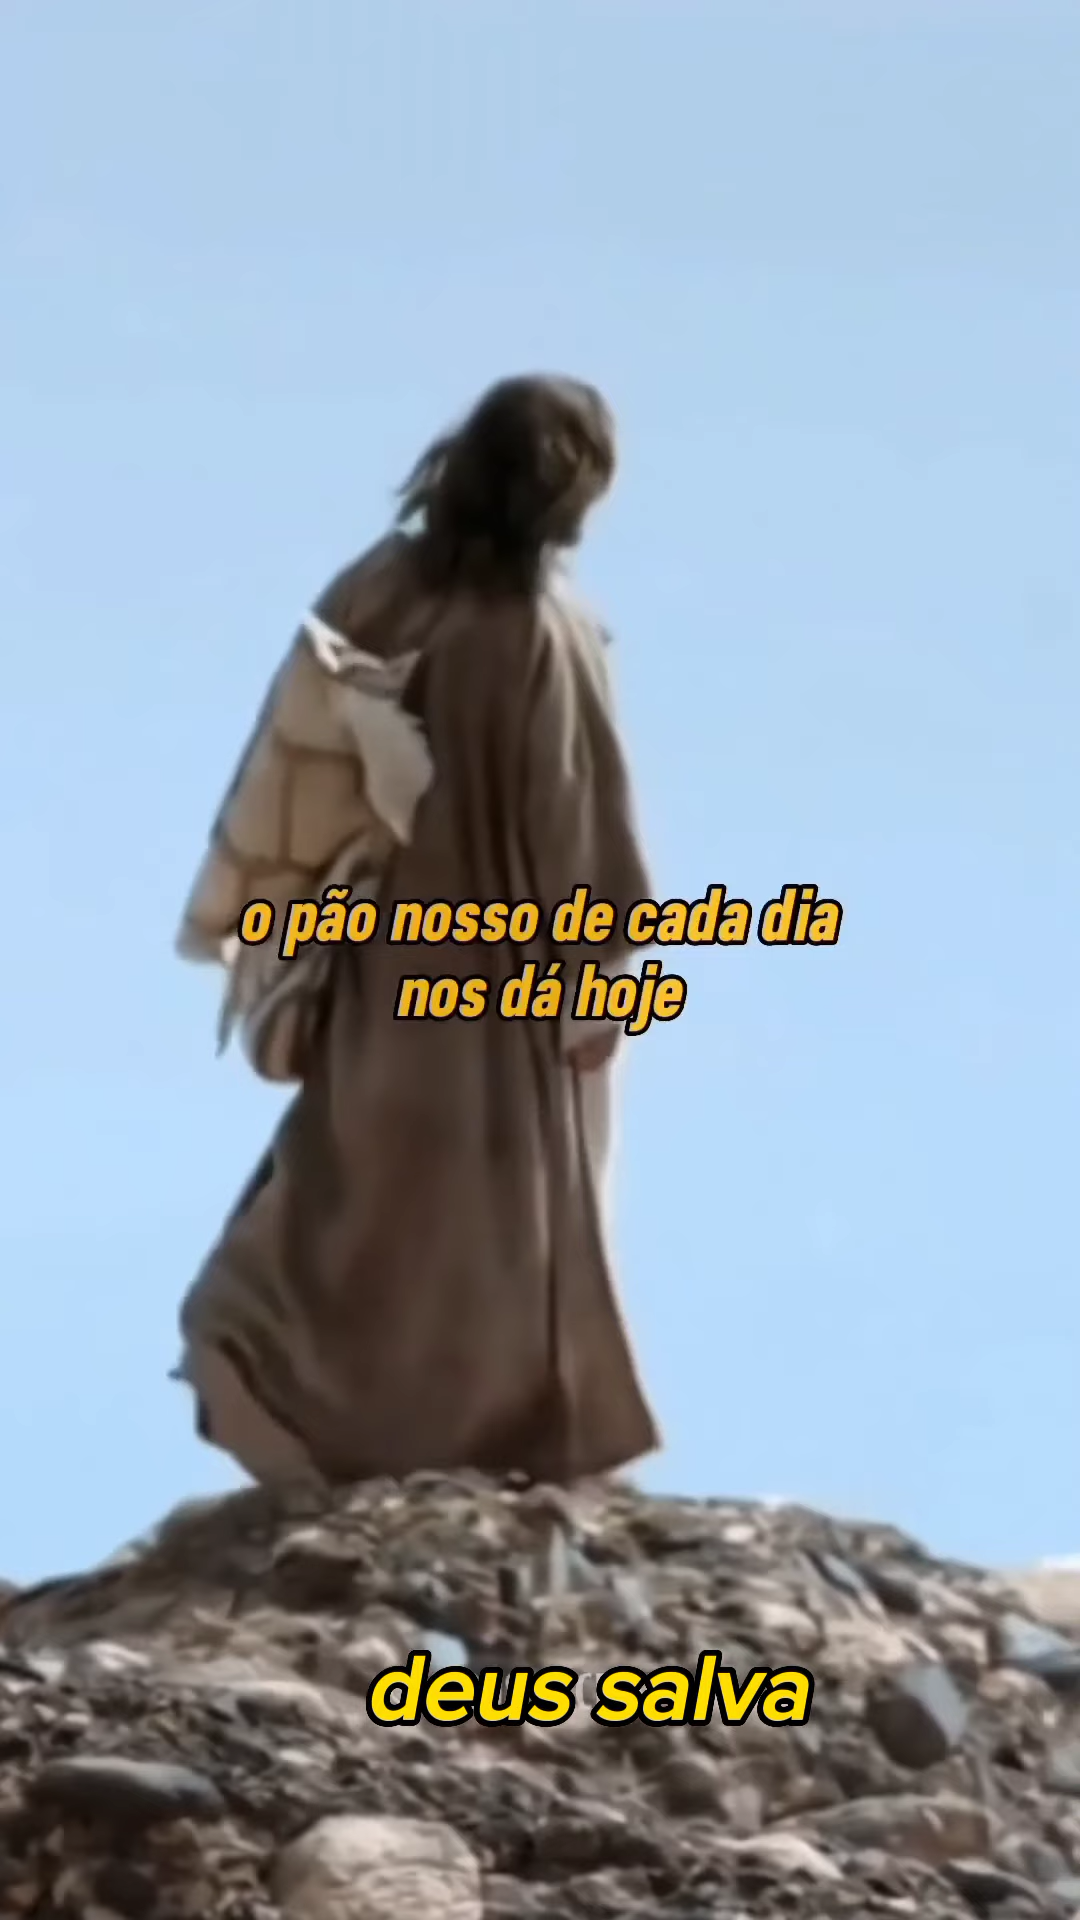 o pão nosso de cada dia
nos dá hoje
deus salva